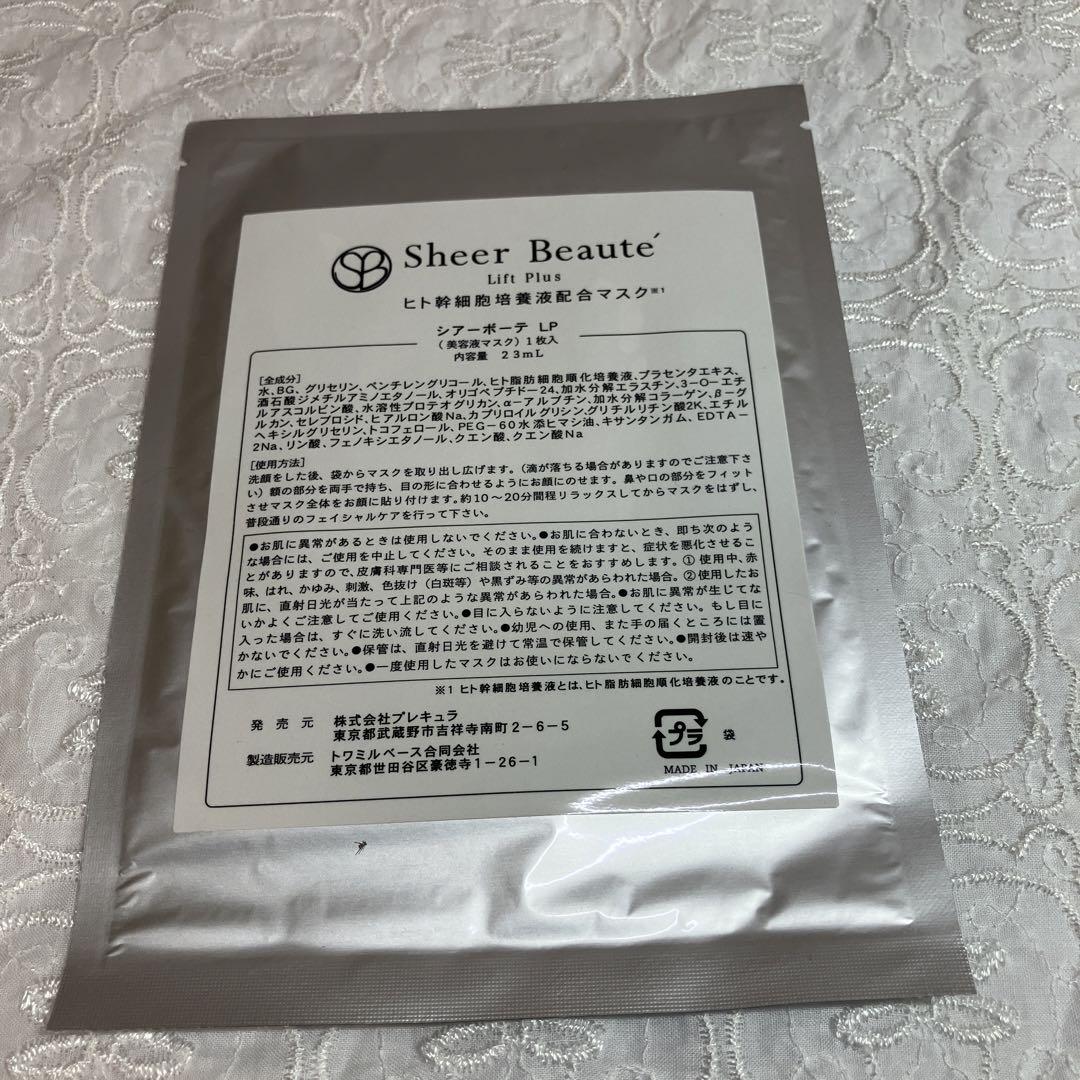 Sheer Beauté
Lift Plus
ヒト幹細胞培養液配合マスク※1
シアーボーテ LP
(美容液マスク)1枚入
内容量 23mL
[全成分]
水、BG、グリセリン、ペンチレングリコール、ヒト脂肪細胞順化培養液、プラセンタエキス、
酒石酸ジメチルアミノエタノール、オリゴペプチド-24、加水分解エラスチン、3-O-エチ
ルアスコルビン酸、水溶性プロテオグリカン、α-アルブチン、加水分解コラーゲン、β-グ
ルカン、セレブロシド、ヒアルロン酸Na、カプリロイルグリシン、グリチルリチン酸2K、エチル
ヘキシルグリセリン、トコフェロール、PEG-60水添ヒマシ油、キサンタンガム、EDTA-
2Na、リン酸、フェノキシエタノール、クエン酸、クエン酸Na
[使用方法]
洗顔をした後、袋からマスクを取り出し広げます。(滴が落ちる場合がありますのでご注意下さ
い)額の部分を両手で持ち、目の形に合わせるようにお顔にのせます。鼻や口の部分をフィット
させマスク全体をお顔に貼り付けます。約10～20分間程リラックスしてからマスクをはずし、
普段通りのフェイシャルケアを行って下さい。
●お肌に異常があるときは使用しないでください。●お肌に合わないとき、即ち次のよう
な場合には、ご使用を中止してください。そのまま使用を続けますと、症状を悪化させるこ
とがありますので、皮膚科専門医等にご相談されることをおすすめします。①使用中、赤
味、はれ、かゆみ、刺激、色抜け(白斑等)や黒ずみ等の異常があらわれた場合。②使用したお
肌に、直射日光が当たって上記のような異常があらわれた場合。●お肌に異常が生じてな
いかよくご注意してご使用ください。●目に入らないように注意してください。もし目に
入った場合は、すぐに洗い流してください。●幼児への使用、また手の届くところには置
かないでください。●保管は、直射日光を避けて常温で保管してください。●開封後は速や
かにご使用ください。●一度使用したマスクはお使いにならないでください。
※1 ヒト幹細胞培養液とは、ヒト脂肪細胞順化培養液のことです。
発売元 株式会社プレキュラ
東京都武蔵野市吉祥寺南町2-6-5
製造販売元 トワミルベース合同会社
東京都世田谷区豪徳寺1-26-1
プラ 袋
MADE IN JAPAN